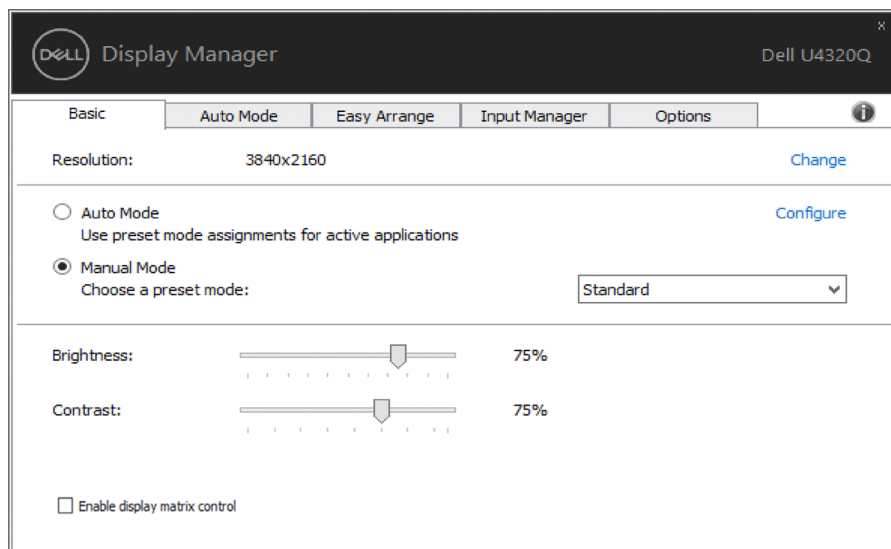 x
DELL Display Manager
Dell U4320Q
Basic Auto Mode Easy Arrange Input Manager Options i
Resolution: 3840x2160 Change
Auto Mode Configure
Use preset mode assignments for active applications
Manual Mode
Choose a preset mode: Standard
Brightness: 75%
Contrast: 75%
Enable display matrix control